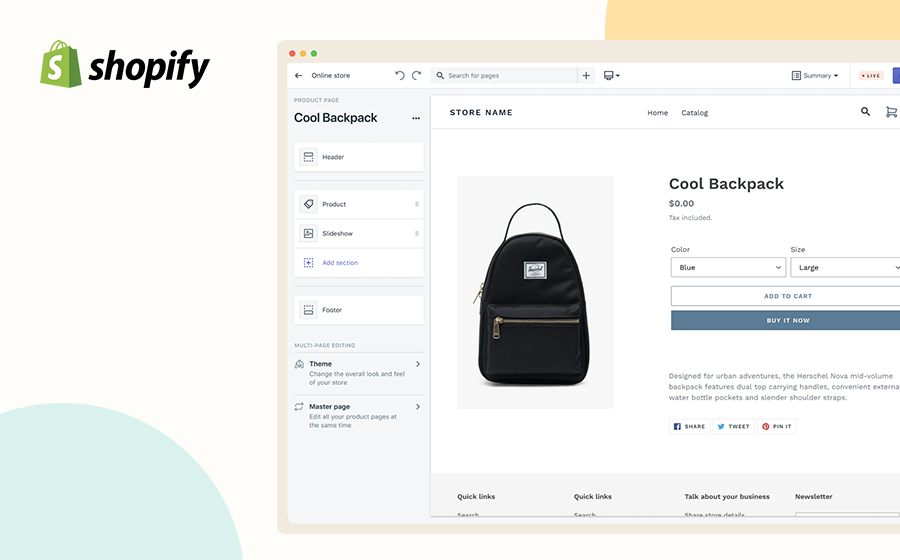 shopify
Online store
Search for pages
Summary
LIVE
PRODUCT PAGE
Cool Backpack
Header
Product
Slideshow
Add section
Footer
MULTI-PAGE EDITING
Theme
Change the overall look and feel
of your store
Master page
Edit all your product pages at
the same time
STORE NAME
Home Catalog
Herschel
Cool Backpack
$0.00
Tax included.
Color Size
Blue Large
ADD TO CART
BUY IT NOW
Designed for urban adventures, the Herschel Nova mid-volume
backpack features dual top carrying handles, convenient externa
water bottle pockets and slender shoulder straps.
SHARE TWEET PIN IT
Quick links Quick links Talk about your business Newsletter
Search Search Share store details